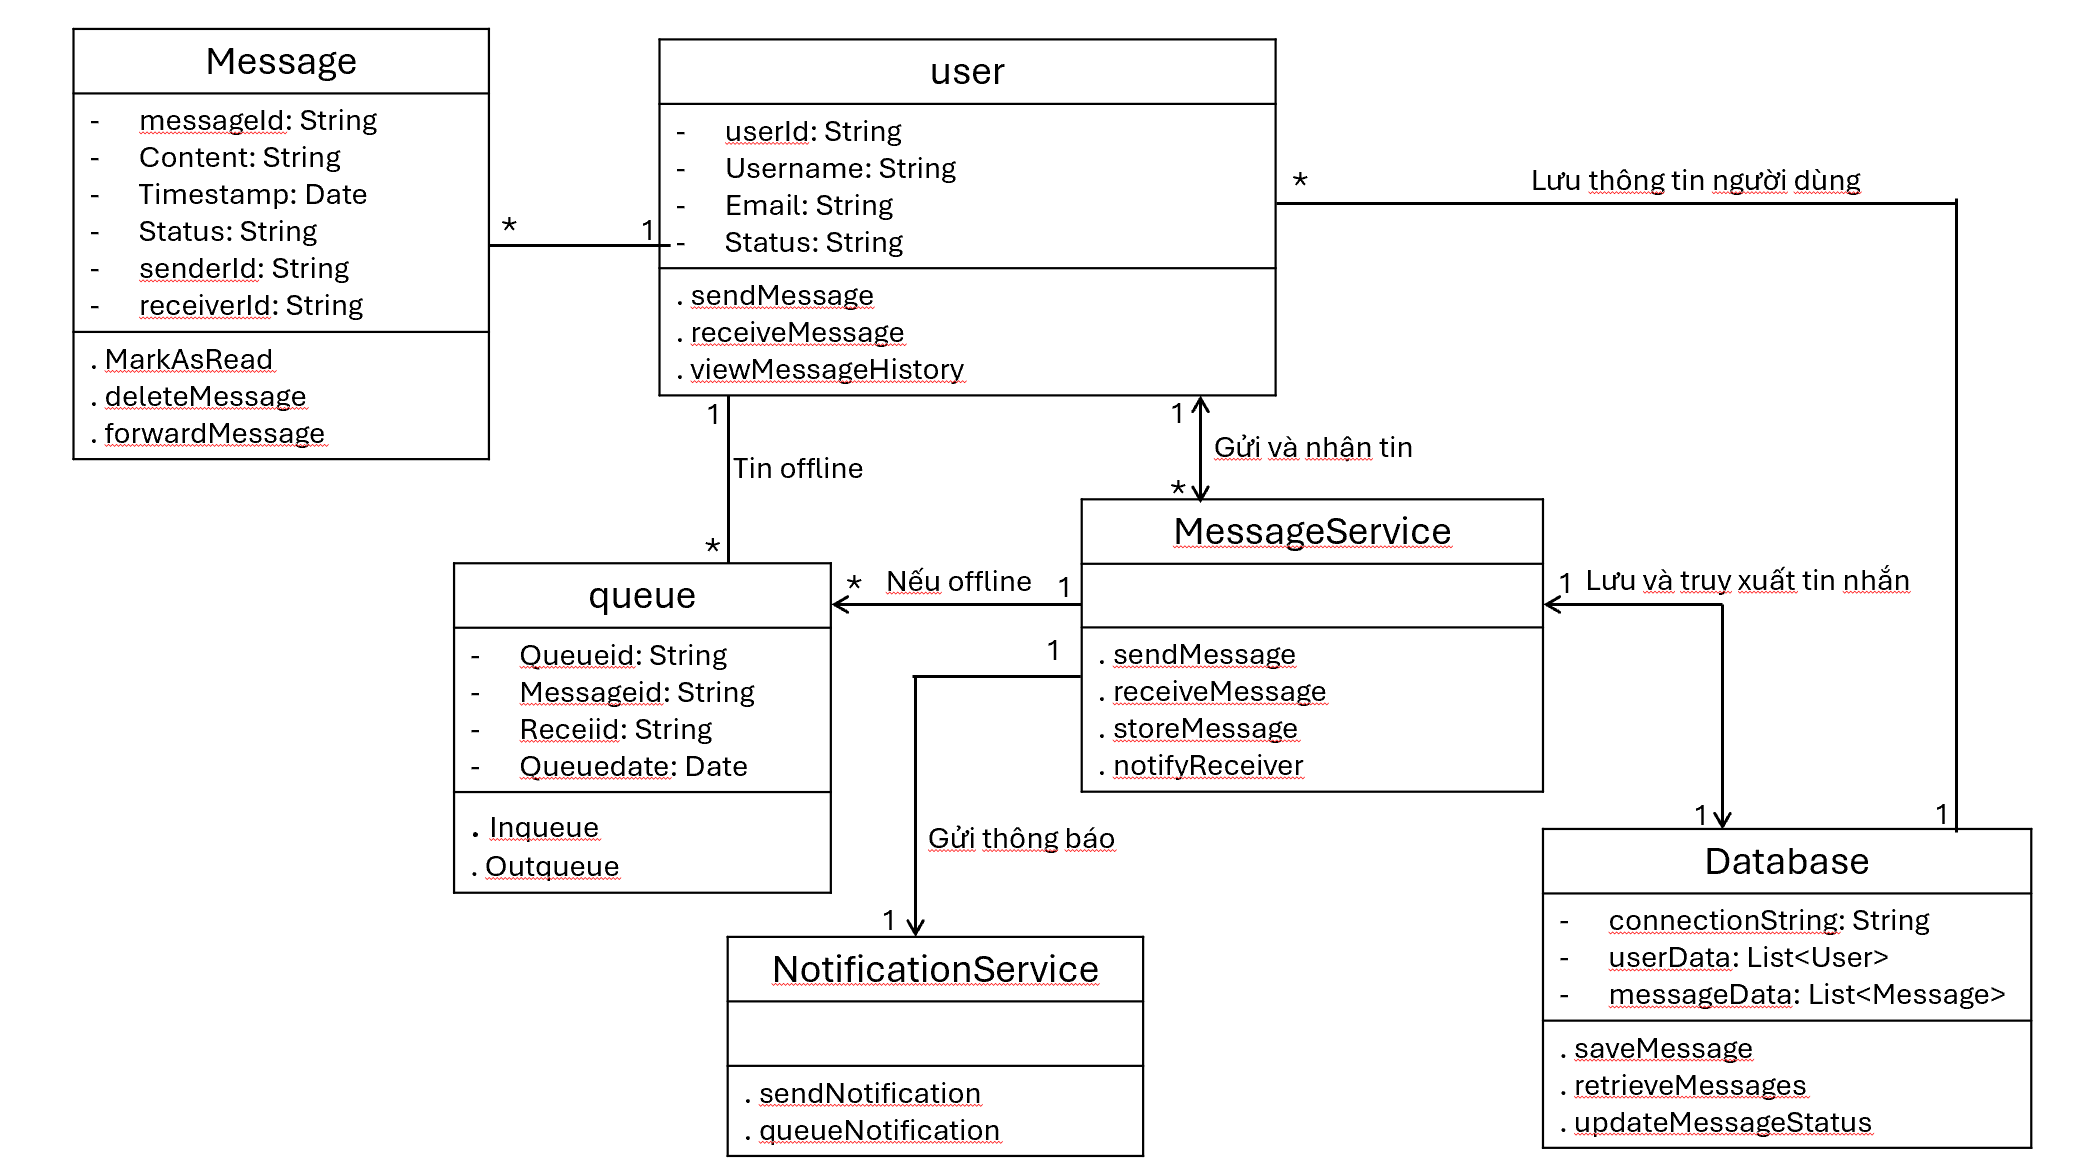 Message
- messageId: String
- Content: String
- Timestamp: Date
- Status: String
- senderId: String
- receiverId: String
. MarkAsRead
. deleteMessage
. forwardMessage
* 1
user
- userId: String
- Username: String
- Email: String
- Status: String
. sendMessage
. receiveMessage
. viewMessageHistory
* Lưu thông tin người dùng
1
1
Tin offline
*
1
Gửi và nhận tin
*
queue
- Queueid: String
- Messageid: String
- Receiid: String
- Queuedate: Date
. Inqueue
. Outqueue
* Nếu offline 1
MessageService
. sendMessage
. receiveMessage
. storeMessage
. notifyReceiver
1 Lưu và truy xuất tin nhắn
1
1
Gửi thông báo
1
NotificationService
. sendNotification
. queueNotification
Database
- connectionString: String
- userData: List<User>
- messageData: List<Message>
. saveMessage
. retrieveMessages
. updateMessageStatus